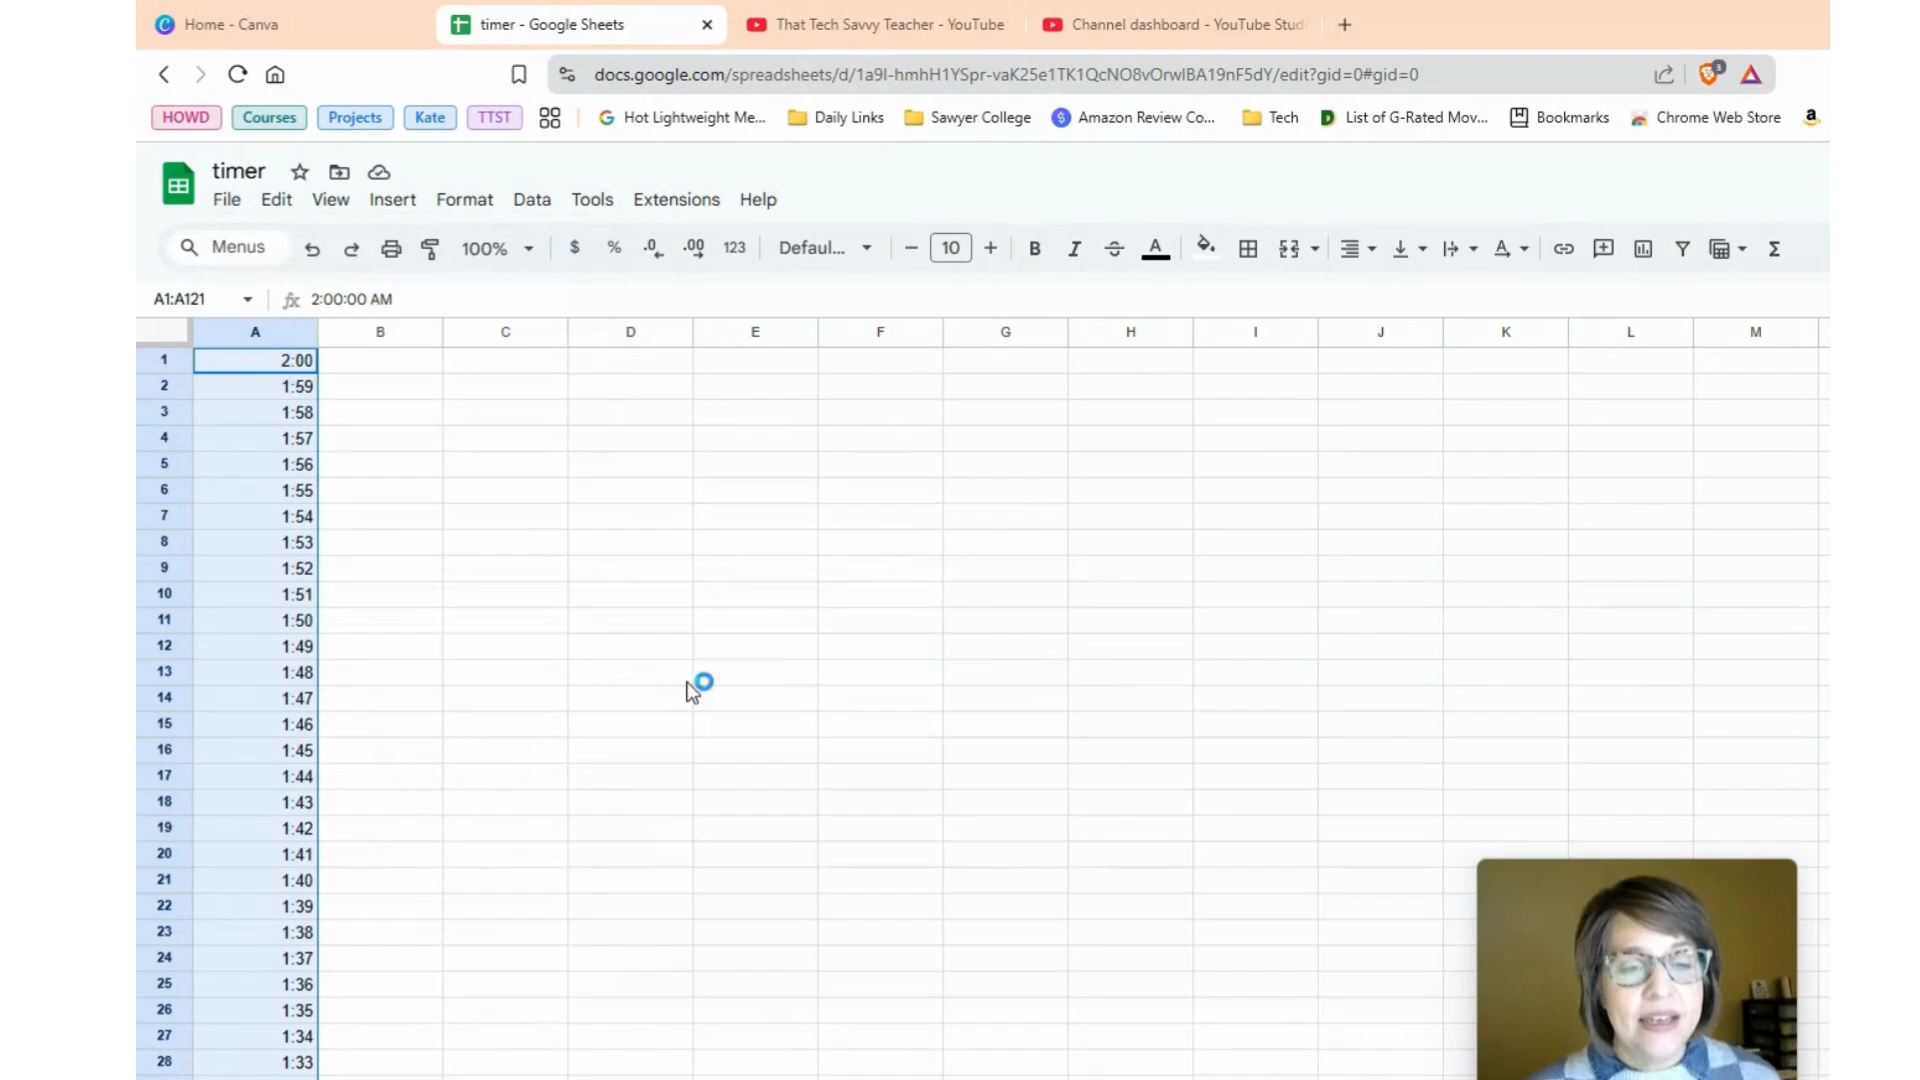 Home - Canva
timer - Google Sheets
That Tech Savvy Teacher - YouTube
Channel dashboard - YouTube Stud
docs.google.com/spreadsheets/d/1a9I-hmhH1YSpr-vaK25e1TK1QcNO8vOrwIBA19nF5dY/edit?gid=0#gid=0
3
HOWD Courses Projects Kate TTST Hot Lightweight Me... Daily Links Sawyer College Amazon Review Co... Tech List of G-Rated Mov... Bookmarks Chrome Web Store
timer
File Edit View Insert Format Data Tools Extensions Help
Menus 100% $ % .0 .00 123 Defaul... 10 B I A
A1:A121 fx 2:00:00 AM
A B C D E F G H I J K L M
1 2:00
2 1:59
3 1:58
4 1:57
5 1:56
6 1:55
7 1:54
8 1:53
9 1:52
10 1:51
11 1:50
12 1:49
13 1:48
14 1:47
15 1:46
16 1:45
17 1:44
18 1:43
19 1:42
20 1:41
21 1:40
22 1:39
23 1:38
24 1:37
25 1:36
26 1:35
27 1:34
28 1:33